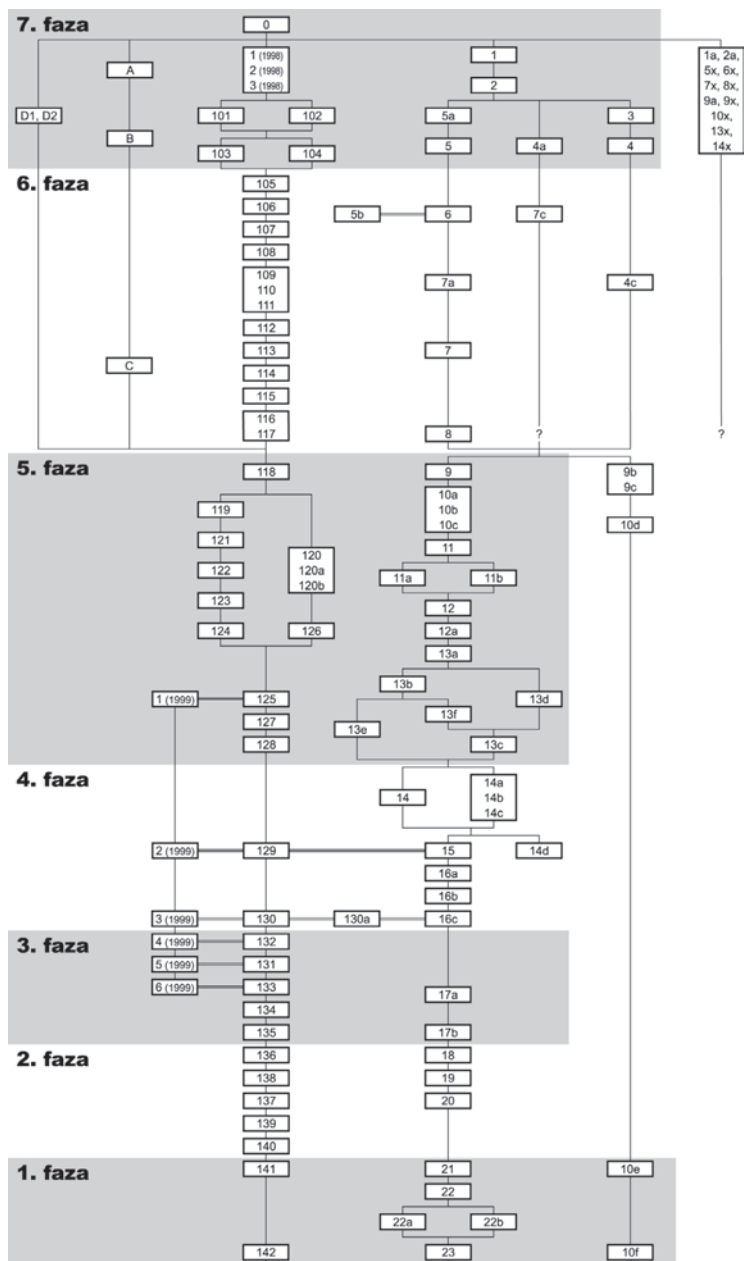 7. faza
0
1 (1998)
2 (1998)
3 (1998)
1
1a, 2a,
5x, 6x,
7x, 8x,
9a, 9x,
10x,
13x,
14x
A
2
D1, D2
101
102
5a
3
B
103
104
5
4a
4
6. faza
105
106
5b
6
7c
107
108
109
110
111
7a
4c
112
113
7
C
114
115
116
117
8
?
?
5. faza
118
9
9b
9c
119
10a
10b
10c
10d
121
11
120
120a
120b
122
11a
11b
123
12
124
126
12a
13a
13b
13d
1 (1999)
125
13f
127
13e
128
13c
4. faza
14
14a
14b
14c
2 (1999)
129
15
14d
16a
16b
3 (1999)
130
130a
16c
3. faza
4 (1999)
132
5 (1999)
131
6 (1999)
133
17a
134
135
17b
2. faza
136
18
138
19
137
20
139
140
1. faza
141
21
10e
22
22a
22b
142
23
10f